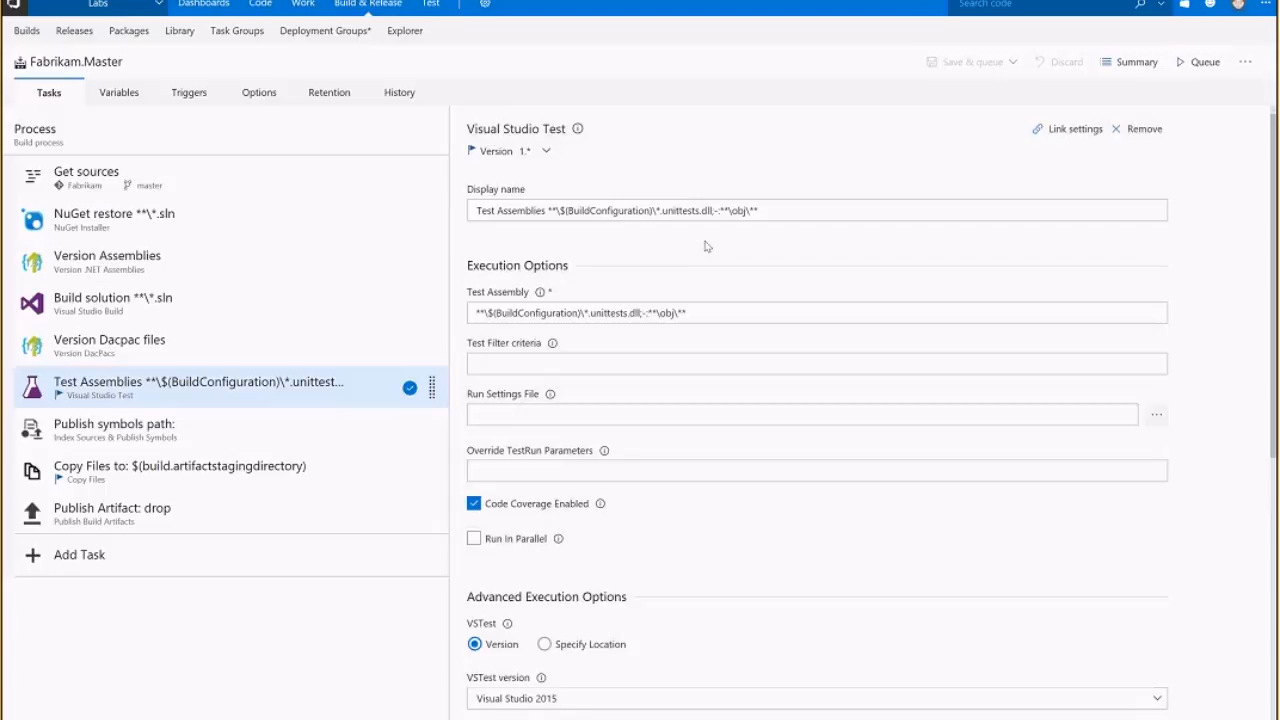 Labs Dashboards Code Work Build & Release Test Search code
Builds Releases Packages Library Task Groups Deployment Groups* Explorer
Fabrikam.Master Save & queue Discard Summary Queue ...
Tasks Variables Triggers Options Retention History
Process
Build process
Get sources
Fabrikam master
NuGet restore **\*.sln
NuGet Installer
Version Assemblies
Version .NET Assemblies
Build solution **\*.sln
Visual Studio Build
Version Dacpac files
Version DacPacs
Test Assemblies **\$(BuildConfiguration)\*.unittest...
Visual Studio Test
Publish symbols path:
Index Sources & Publish Symbols
Copy Files to: $(build.artifactstagingdirectory)
Copy Files
Publish Artifact: drop
Publish Build Artifacts
Add Task
Visual Studio Test Link settings Remove
Version 1.*
Display name
Test Assemblies **\$(BuildConfiguration)\*.unittests.dll;-:**\obj\**
Execution Options
Test Assembly *
**\$(BuildConfiguration)\*.unittests.dll;-:**\obj\**
Test Filter criteria
Run Settings File
...
Override TestRun Parameters
Code Coverage Enabled
Run In Parallel
Advanced Execution Options
VSTest
Version Specify Location
VSTest version
Visual Studio 2015